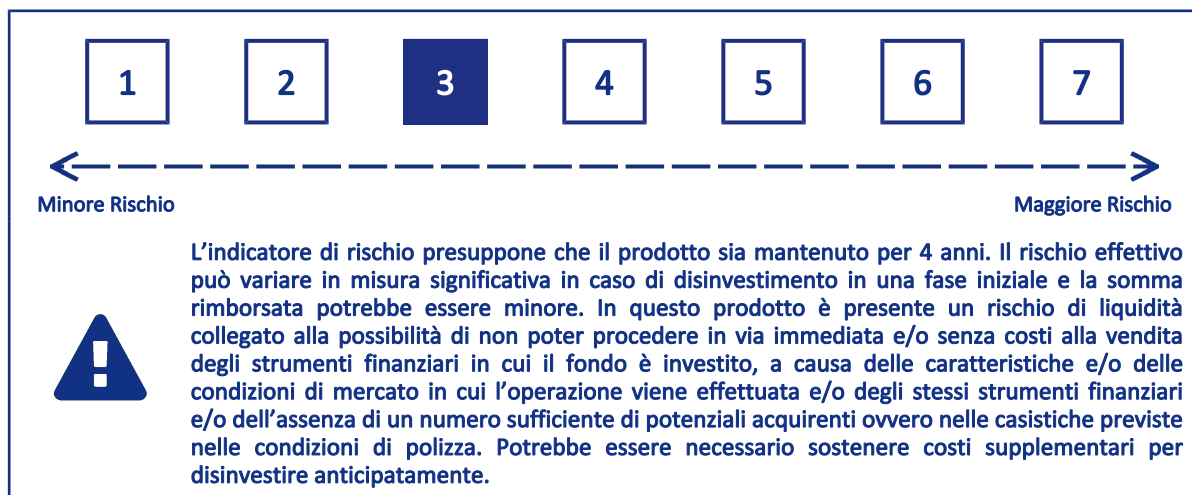 1 2 3 4 5 6 7
Minore Rischio Maggiore Rischio
L'indicatore di rischio presuppone che il prodotto sia mantenuto per 4 anni. Il rischio effettivo
può variare in misura significativa in caso di disinvestimento in una fase iniziale e la somma
rimborsata potrebbe essere minore. In questo prodotto è presente un rischio di liquidità
collegato alla possibilità di non poter procedere in via immediata e/o senza costi alla vendita
degli strumenti finanziari in cui il fondo è investito, a causa delle caratteristiche e/o delle
condizioni di mercato in cui l'operazione viene effettuata e/o degli stessi strumenti finanziari
e/o dell'assenza di un numero sufficiente di potenziali acquirenti ovvero nelle casistiche previste
nelle condizioni di polizza. Potrebbe essere necessario sostenere costi supplementari per
disinvestire anticipatamente.